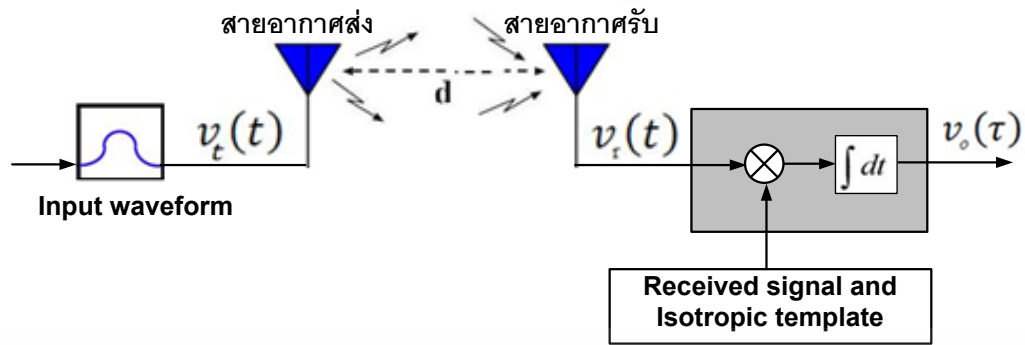 สายอากาศส่ง
สายอากาศรับ
d
v_t(t)
v_r(t)
v_o(τ)
∫ dt
Input waveform
Received signal and
Isotropic template